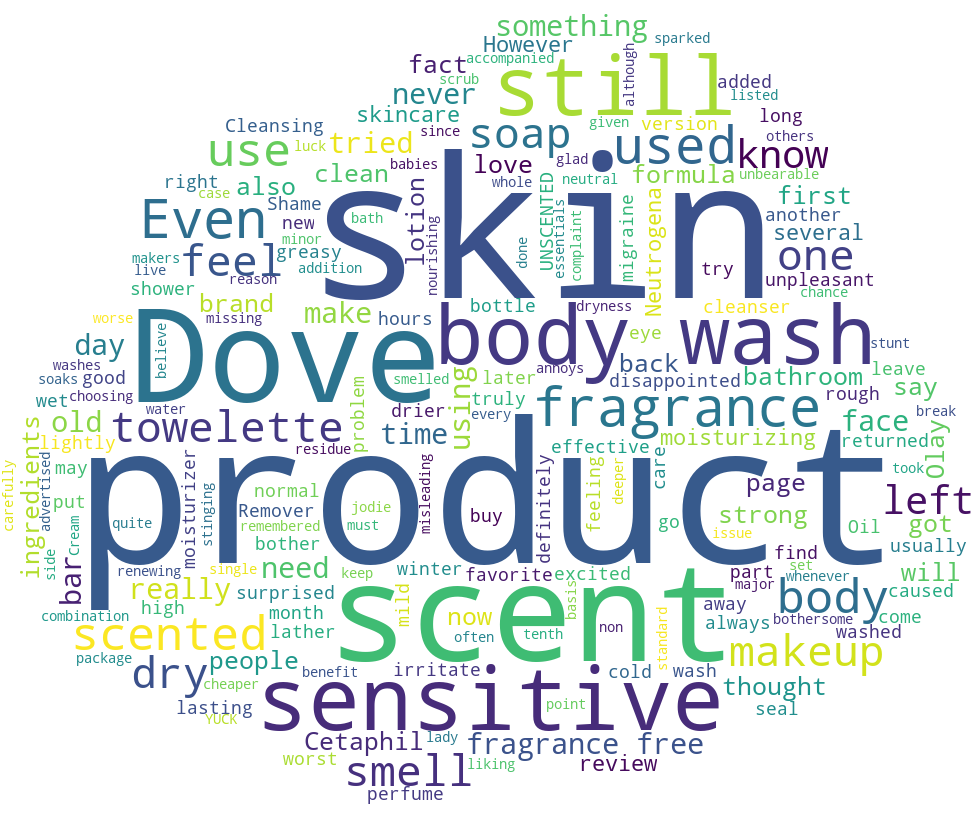 something
sparked
However
accompanied
fact
scrub
still
although
added
listed
never
skincare
since
given
version
long
Cleansing
luck
tried
soap
used
know
others
use
clean
babies
love
glad
formula
unbearable
right
case
also
lotion
whole
neutral
first
Shame
new
bath
skin
UNSCENTED
essentials
complaint
migraine
Neutrogena
another
several
Even
minor
greasy
nourishing
done
one
makers
live
feel
addition
try
unpleasant
shower
reason
dryness
chance
brand
make
bottle
cleanser
worse
missing
believe
hours
Dove
body wash
eye
stunt
day
washes
annoys
back
soaks
good
choosing
smelled
later
disappointed
bathroom
leave
say
wet
water
drier
using
truly
every
fragrance
rough
break
old
towelette
problem
time
face
returned
Olay
lightly
residue
effective
care
moisturizing
carefully
ingredients
may
advertised
moisturizer
misleading
definitely
feeling
deeper
took
put
stinging
normal
product
page
left
Cream
quite
Remover
jodie
buy
go
strong
side
remembered
must
issue
Oil
got
bar
bother
find
usually
renewing
single
need
keep
winter
favorite
excited
basis
part
set
whenever
will
really
surprised
mild
major
caused
combination
high
month
now
scent
away
bothersome
come
lather
often
tenth
non
standard
body
always
washed
scented
package
dry
people
benefit
irritate
cold
wash
makeup
cheaper
sensitive
thought
lasting
point
seal
YUCK
Cetaphil
lady
fragrance free
worst
smell
liking
review
perfume